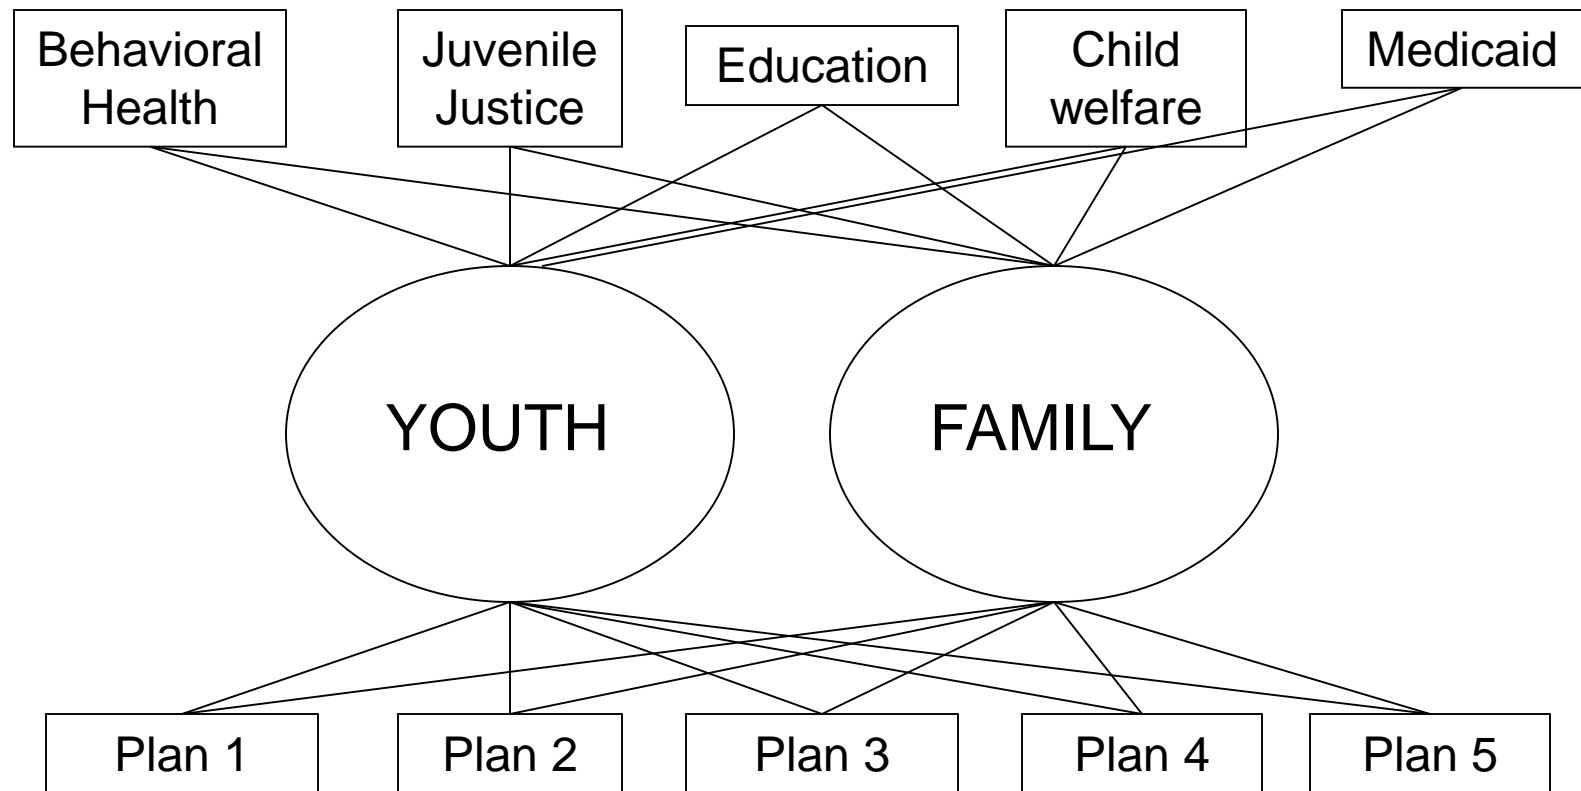 Behavioral
Health
Juvenile
Justice
Education
Child
welfare
Medicaid
YOUTH
FAMILY
Plan 1
Plan 2
Plan 3
Plan 4
Plan 5